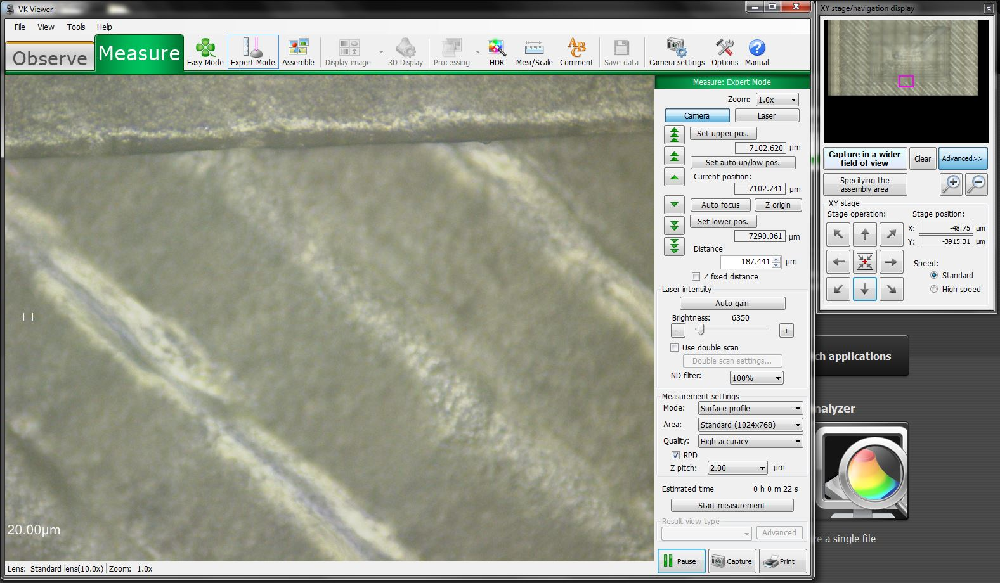 VK Viewer
File View Tools Help
Observe Measure Easy Mode Expert Mode Assemble Display image 3D Display Processing HDR Mesr/Scale Comment Save data Camera settings Options Manual
Measure: Expert Mode
Zoom: 1.0x
Camera Laser
Set upper pos.
7102.620 µm
Set auto up/low pos.
Current position:
7102.741 µm
Auto focus Z origin
Set lower pos.
7290.061 µm
Distance
187.441 µm
Z fixed distance
Laser intensity
Auto gain
Brightness: 6350
- +
Use double scan
Double scan settings...
ND filter: 100%
Measurement settings
Mode: Surface profile
Area: Standard (1024x768)
Quality: High-accuracy
RPD
Z pitch: 2.00 µm
Estimated time 0 h 0 m 22 s
Start measurement
Result view type
Advanced
Pause Capture Print
20.00µm
Lens: Standard lens(10.0x) Zoom: 1.0x
XY stage/navigation display
Capture in a wider
field of view
Clear Advanced>>
Specifying the
assembly area
XY stage
Stage operation: Stage position:
X: -48.75 µm
Y: -3915.31 µm
Speed:
Standard
High-speed
ch applications
nalyzer
e a single file